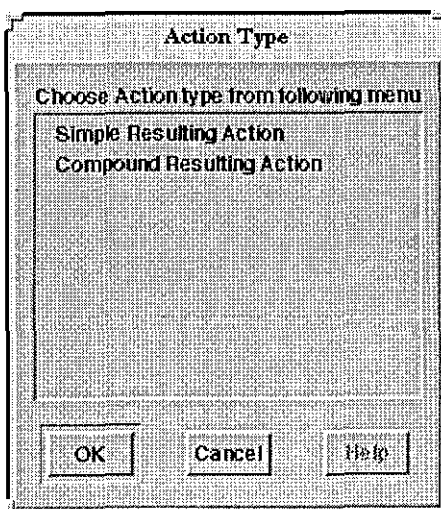 Action Type
Choose Action type from following menu
Simple Resulting Action
Compound Resulting Action
OK Cancel Help